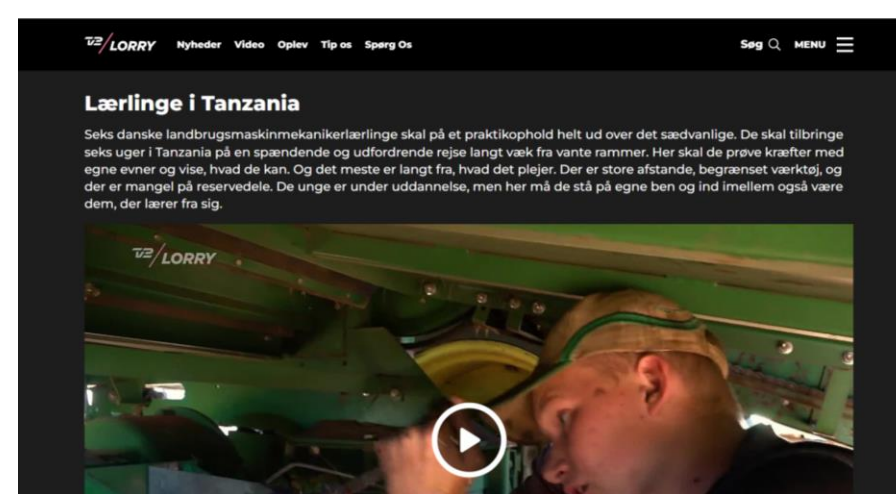 TV2/LORRY Nyheder Video Oplev Tip os Spørg Os Søg MENU
Lærlinge i Tanzania
Seks danske landbrugsmaskinmekanikerlærlinge skal på et praktikophold helt ud over det sædvanlige. De skal tilbringe
seks uger i Tanzania på en spændende og udfordrende rejse langt væk fra vante rammer. Her skal de prøve kræfter med
egne evner og vise, hvad de kan. Og det meste er langt fra, hvad det plejer. Der er store afstande, begrænset værktøj, og
der er mangel på reservedele. De unge er under uddannelse, men her må de stå på egne ben og ind imellem også være
dem, der lærer fra sig.
TV2/LORRY